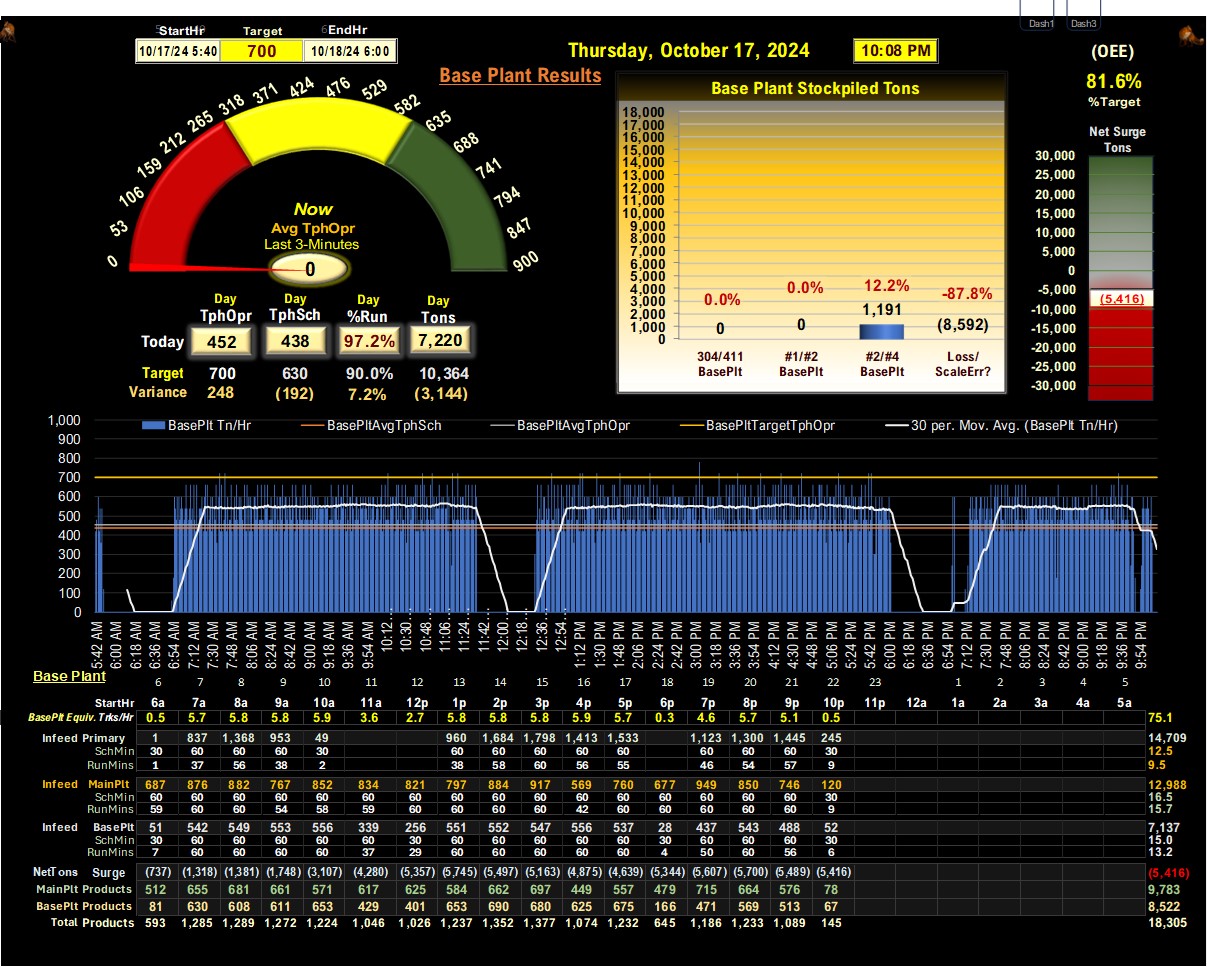 Dash1 Dash3
StartHr Target EndHr
10/17/24 5:40 700 10/18/24 6:00
Thursday, October 17, 2024 10:08 PM
(OEE)
81.6%
%Target
Base Plant Results
Base Plant Stockpiled Tons
0 53 106 159 212 265 318 371 424 476 529 582 635 688 741 794 847 900
Now
Avg TphOpr
Last 3-Minutes
0
Day Day Day Day
TphOpr TphSch %Run Tons
Today 452 438 97.2% 7,220
Target 700 630 90.0% 10,364
Variance 248 (192) 7.2% (3,144)
18,000
17,000
16,000
15,000
14,000
13,000
12,000
11,000
10,000
9,000
8,000
7,000
6,000
5,000
4,000
3,000
2,000
1,000
0
0.0% 0.0% 12.2% -87.8%
0 0 1,191 (8,592)
304/411 #1/#2 #2/#4 Loss/
BasePlt BasePlt BasePlt ScaleErr?
Net Surge
Tons
30,000
25,000
20,000
15,000
10,000
5,000
0
-5,000
(5,416)
-10,000
-15,000
-20,000
-25,000
-30,000
BasePlt Tn/Hr BasePltAvgTphSch BasePltAvgTphOpr BasePltTargetTphOpr 30 per. Mov. Avg. (BasePlt Tn/Hr)
1,000
900
800
700
600
500
400
300
200
100
0
5:42 AM 6:00 AM 6:18 AM 6:36 AM 6:54 AM 7:12 AM 7:30 AM 7:48 AM 8:06 AM 8:24 AM 8:42 AM 9:00 AM 9:18 AM 9:36 AM 9:54 AM 10:12... 10:30... 10:48... 11:06... 11:24... 11:42... 12:00... 12:18... 12:36... 12:54... 1:12 PM 1:30 PM 1:48 PM 2:06 PM 2:24 PM 2:42 PM 3:00 PM 3:18 PM 3:36 PM 3:54 PM 4:12 PM 4:30 PM 4:48 PM 5:06 PM 5:24 PM 5:42 PM 6:00 PM 6:18 PM 6:36 PM 6:54 PM 7:12 PM 7:30 PM 7:48 PM 8:06 PM 8:24 PM 8:42 PM 9:00 PM 9:18 PM 9:36 PM 9:54 PM
Base Plant
6 7 8 9 10 11 12 13 14 15 16 17 18 19 20 21 22 23 1 2 3 4 5
StartHr 6a 7a 8a 9a 10a 11a 12p 1p 2p 3p 4p 5p 6p 7p 8p 9p 10p 11p 12a 1a 2a 3a 4a 5a
BasePlt Equiv. Trks/Hr 0.5 5.7 5.8 5.8 5.9 3.6 2.7 5.8 5.8 5.8 5.9 5.7 0.3 4.6 5.7 5.1 0.5 75.1
Infeed Primary 1 837 1,368 953 49 960 1,684 1,798 1,413 1,533 1,123 1,300 1,445 245 14,709
SchMin 30 60 60 60 30 60 60 60 60 60 60 60 60 30 12.5
RunMins 1 37 56 38 2 38 58 60 56 55 46 54 57 9 9.5
Infeed MainPlt 687 876 882 767 852 834 821 797 884 917 569 760 677 949 850 746 120 12,988
SchMin 60 60 60 60 60 60 60 60 60 60 60 60 60 60 60 60 30 16.5
RunMins 59 60 60 54 58 59 60 60 60 60 42 60 60 60 60 60 9 15.7
Infeed BasePlt 51 542 549 553 556 339 256 551 552 547 556 537 28 437 543 488 52 7,137
SchMin 30 60 60 60 60 60 30 60 60 60 60 60 30 60 60 60 30 15.0
RunMins 7 60 60 60 60 37 29 60 60 60 60 60 4 50 60 56 6 13.2
NetTons Surge (737) (1,318) (1,381) (1,748) (3,107) (4,280) (5,357) (5,745) (5,497) (5,163) (4,875) (4,639) (5,344) (5,607) (5,700) (5,489) (5,416) (5,416)
MainPlt Products 512 655 681 661 571 617 625 584 662 697 449 557 479 715 664 576 78 9,783
BasePlt Products 81 630 608 611 653 429 401 653 690 680 625 675 166 471 569 513 67 8,522
Total Products 593 1,285 1,289 1,272 1,224 1,046 1,026 1,237 1,352 1,377 1,074 1,232 645 1,186 1,233 1,089 145 18,305